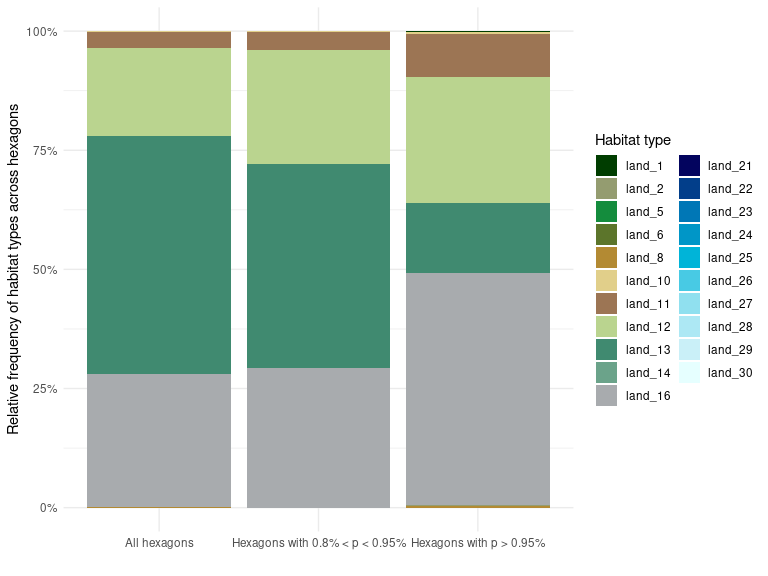 Relative frequency of habitat types across hexagons
100%
75%
50%
25%
0%
All hexagons
Hexagons with 0.8% < p < 0.95%
Hexagons with p > 0.95%
Habitat type
land_1
land_2
land_5
land_6
land_8
land_10
land_11
land_12
land_13
land_14
land_16
land_21
land_22
land_23
land_24
land_25
land_26
land_27
land_28
land_29
land_30